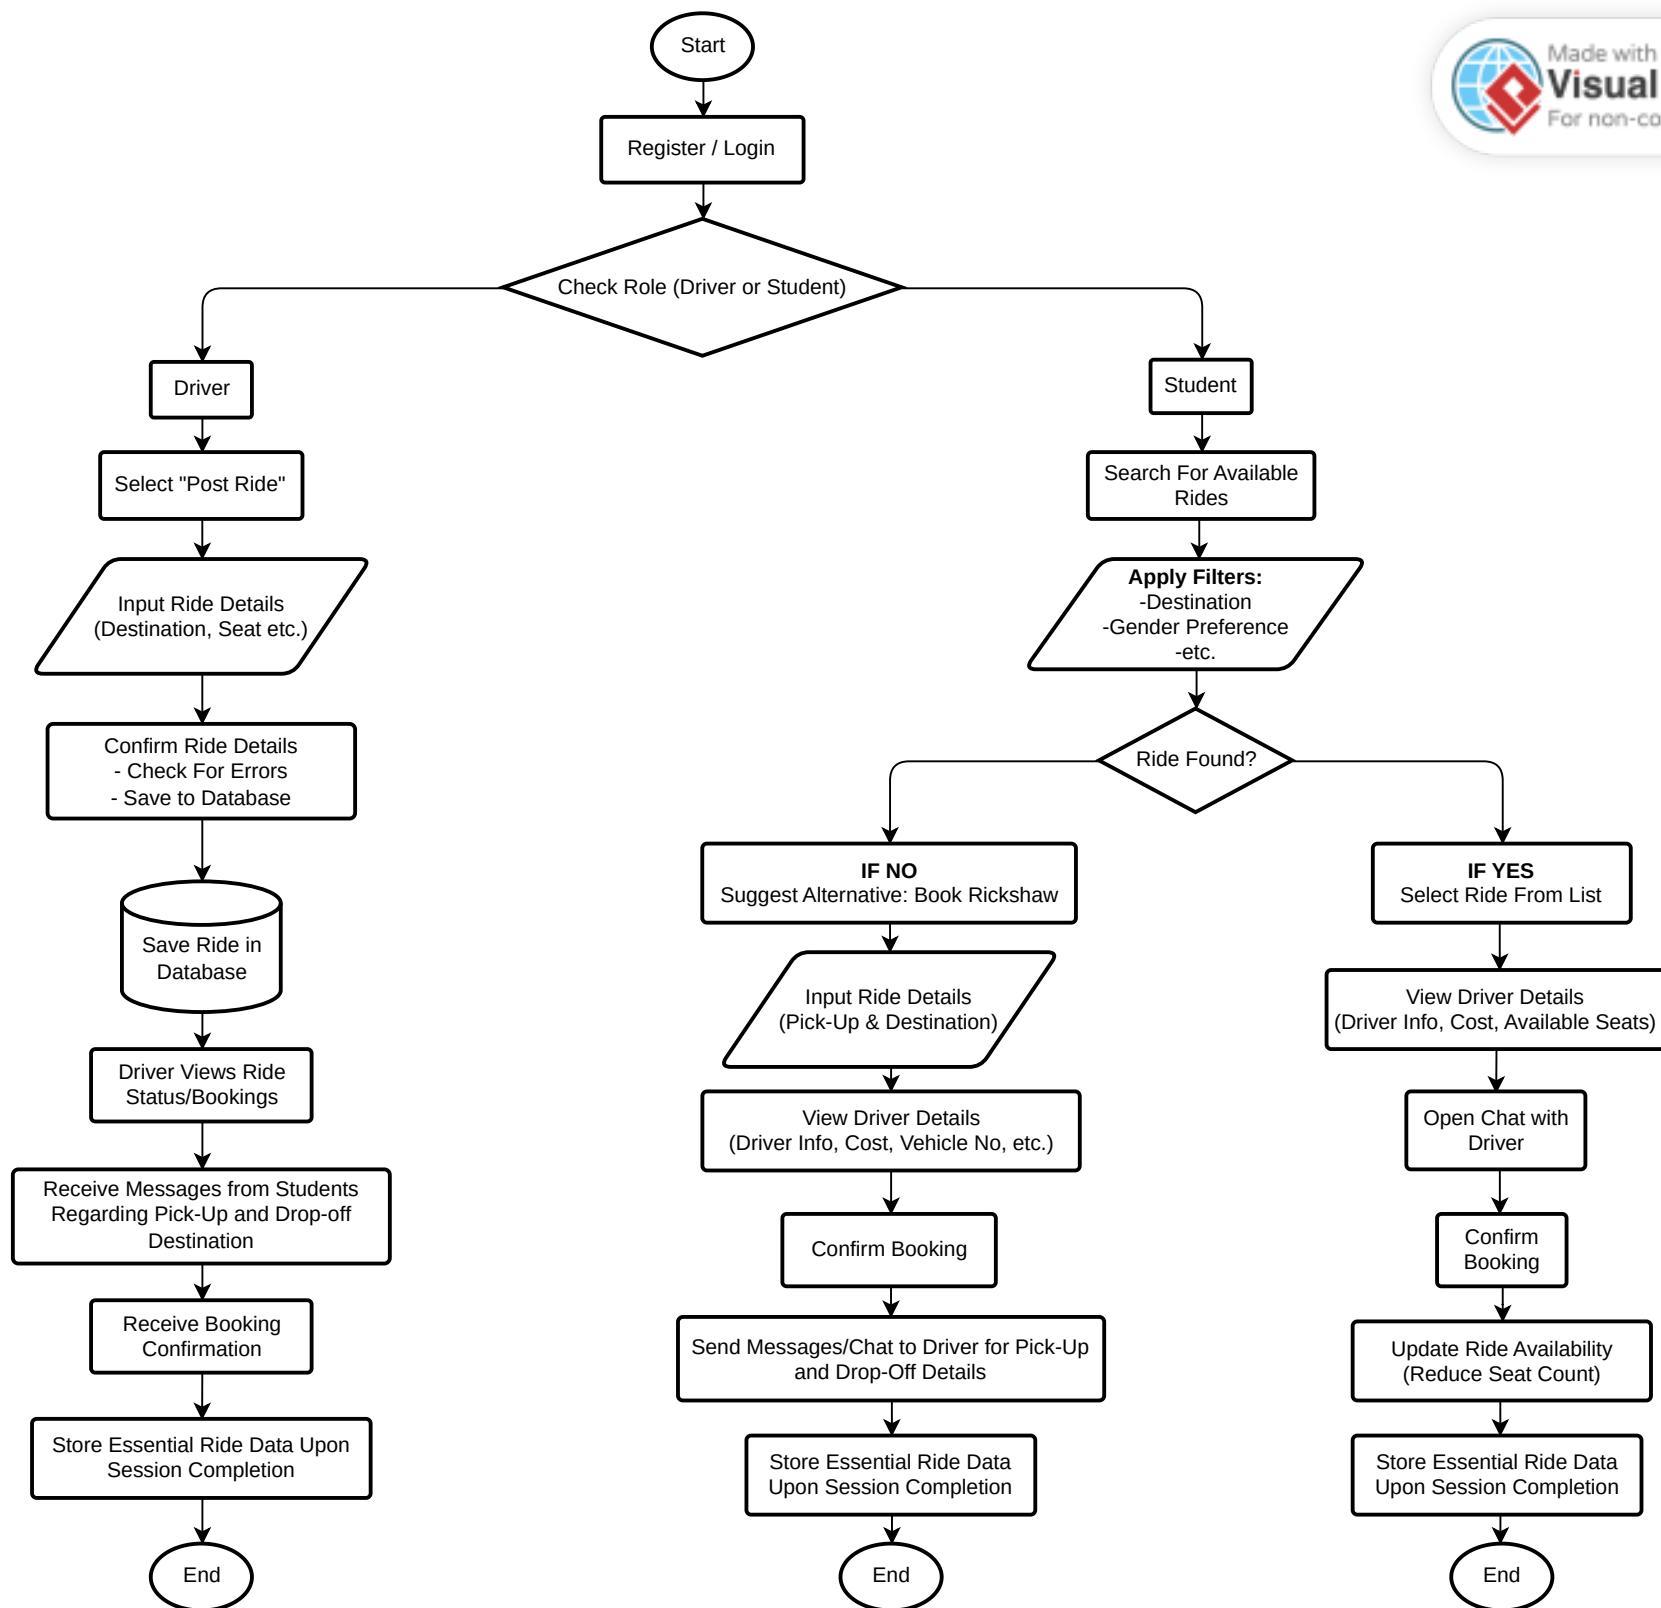 Start
Made with
Visual
For non-co
Register / Login
Check Role (Driver or Student)
Driver
Select "Post Ride"
Input Ride Details
(Destination, Seat etc.)
Confirm Ride Details
- Check For Errors
- Save to Database
Save Ride in
Database
Driver Views Ride
Status/Bookings
Receive Messages from Students
Regarding Pick-Up and Drop-off
Destination
Receive Booking
Confirmation
Store Essential Ride Data Upon
Session Completion
End
Student
Search For Available
Rides
Apply Filters:
-Destination
-Gender Preference
-etc.
Ride Found?
IF NO
Suggest Alternative: Book Rickshaw
Input Ride Details
(Pick-Up & Destination)
View Driver Details
(Driver Info, Cost, Vehicle No, etc.)
Confirm Booking
Send Messages/Chat to Driver for Pick-Up
and Drop-Off Details
Store Essential Ride Data
Upon Session Completion
End
IF YES
Select Ride From List
View Driver Details
(Driver Info, Cost, Available Seats)
Open Chat with
Driver
Confirm
Booking
Update Ride Availability
(Reduce Seat Count)
Store Essential Ride Data
Upon Session Completion
End